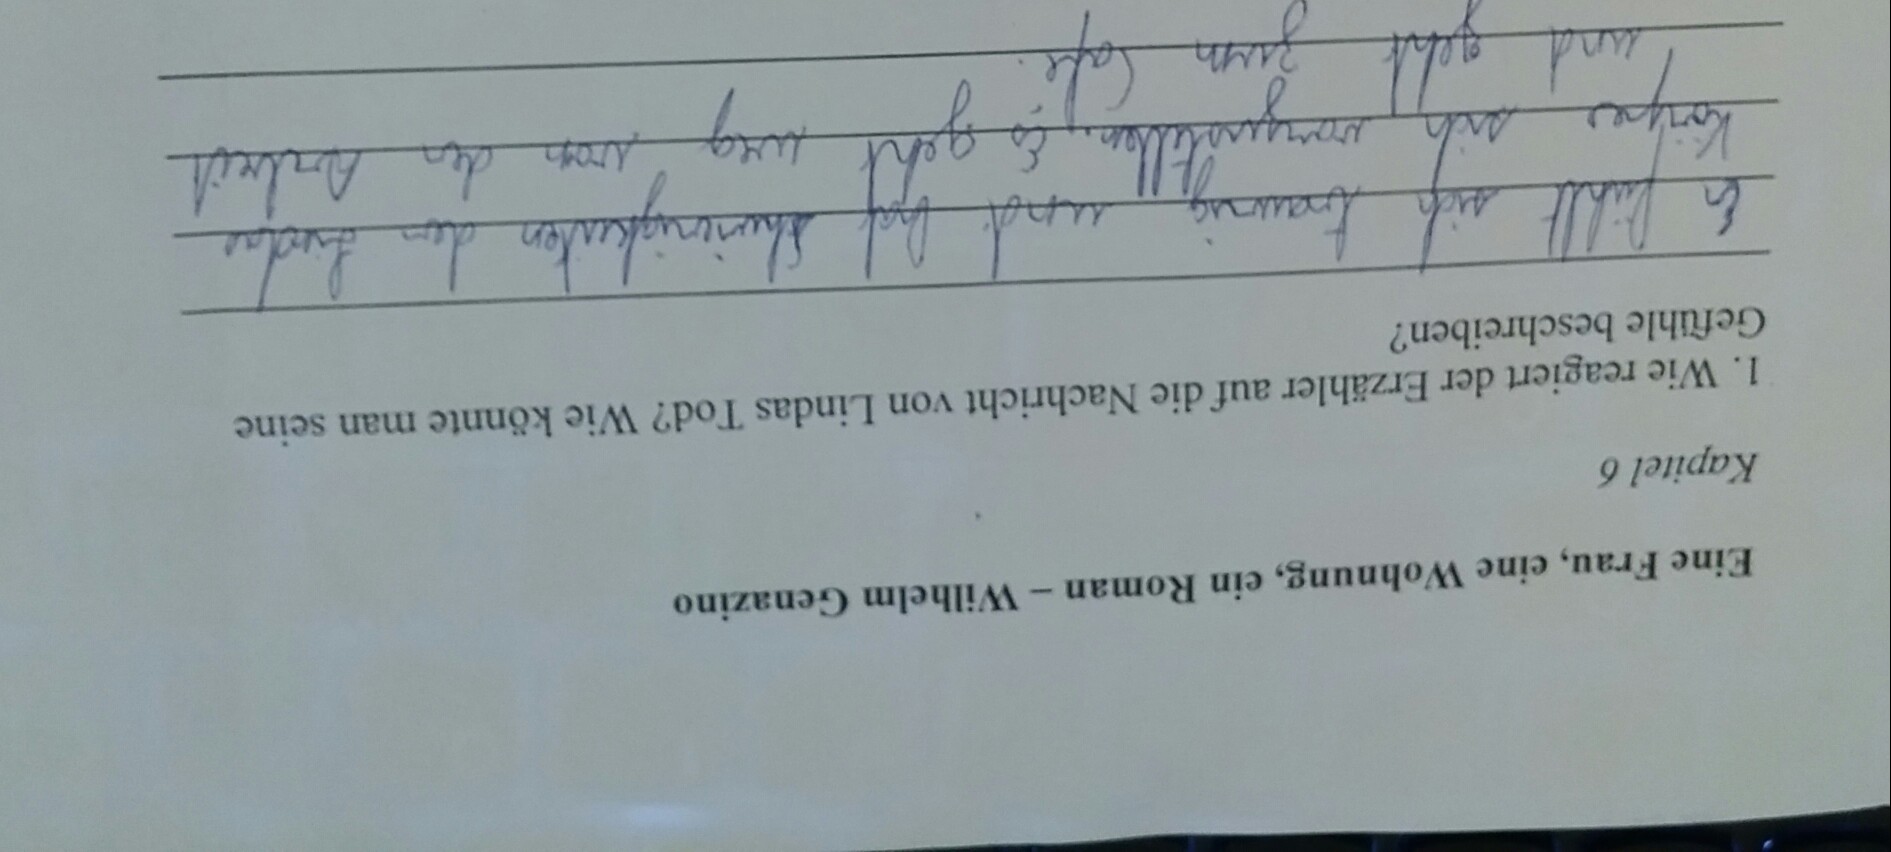 Eine Frau, eine Wohnung, ein Roman – Wilhelm Genazino
Kapitel 6
1. Wie reagiert der Erzähler auf die Nachricht von Lindas Tod? Wie könnte man seine
Gefühle beschreiben?
Er fühlt sich traurig und hat Schwierigkeiten den Lindas
Körper sich vorzustellen. Er geht weg von der Arbeit
und geht zum Café.